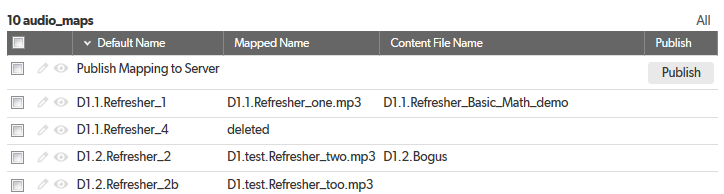 10 audio_maps All
Default Name Mapped Name Content File Name Publish
Publish Mapping to Server Publish
D1.1.Refresher_1 D1.1.Refresher_one.mp3 D1.1.Refresher_Basic_Math_demo
D1.1.Refresher_4 deleted
D1.2.Refresher_2 D1.test.Refresher_two.mp3 D1.2.Bogus
D1.2.Refresher_2b D1.test.Refresher_too.mp3